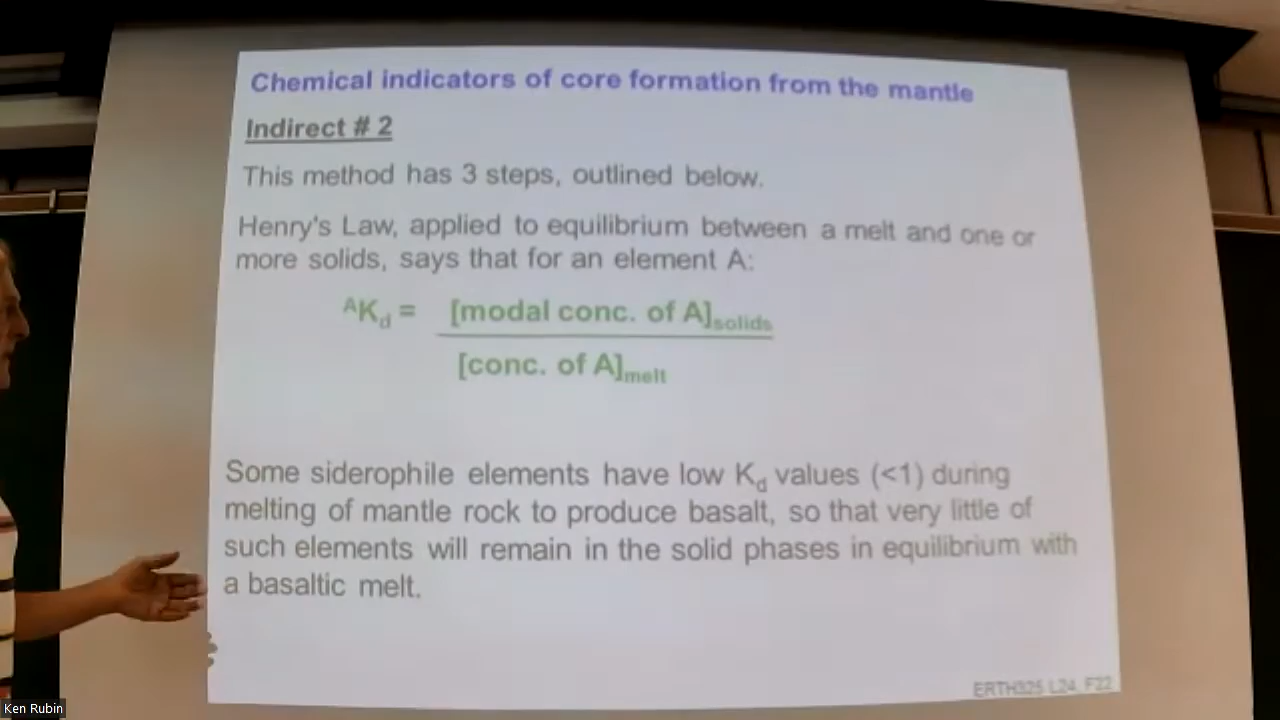 Chemical indicators of core formation from the mantle
Indirect # 2
This method has 3 steps, outlined below.
Henry's Law, applied to equilibrium between a melt and one or
more solids, says that for an element A:
ᴬK_d = [modal conc. of A]_solids
[conc. of A]_melt
Some siderophile elements have low K_d values (<1) during
melting of mantle rock to produce basalt, so that very little of
such elements will remain in the solid phases in equilibrium with
a basaltic melt.
ERTH325 L24, F22
Ken Rubin